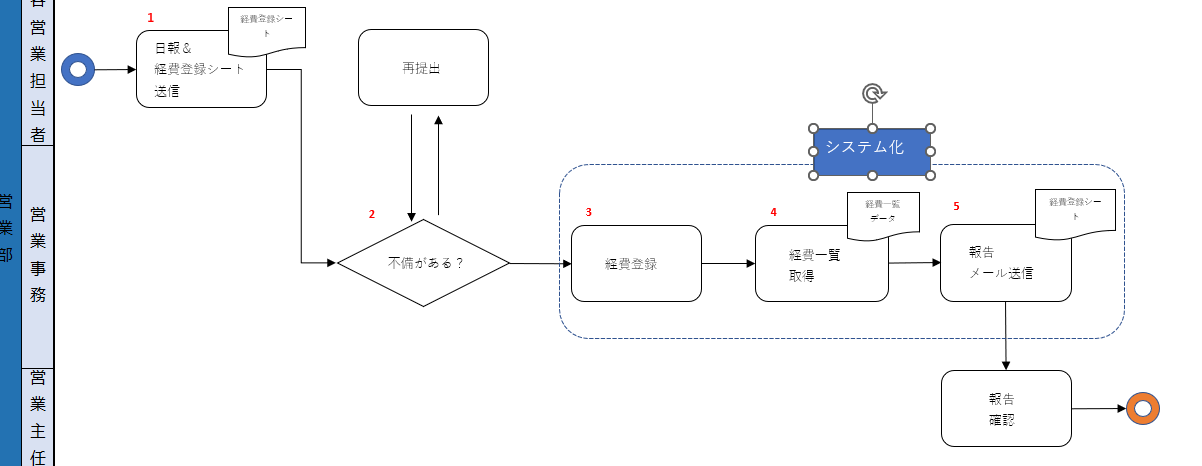 営業部
各営業担当者
営業事務
営業主任
1
経費登録シー
ト
日報＆
経費登録シート
送信
再提出
システム化
2
不備がある？
3
経費登録
4
経費一覧
データ
経費一覧
取得
5
経費登録シー
ト
報告
メール送信
報告
確認